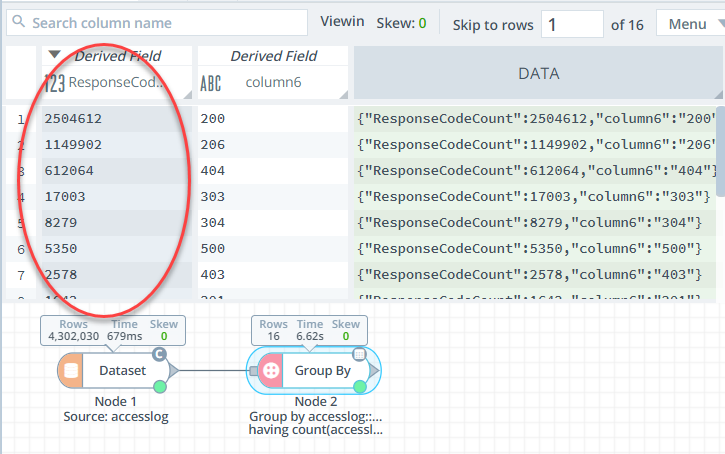 Search column name
Viewin Skew: 0 Skip to rows 1 of 16 Menu
Derived Field Derived Field DATA
123 ResponseCod... ABC column6
1 2504612 200 {"ResponseCodeCount":2504612,"column6":"200"
2 1149902 206 {"ResponseCodeCount":1149902,"column6":"206"
3 612064 404 {"ResponseCodeCount":612064,"column6":"404"}
4 17003 303 {"ResponseCodeCount":17003,"column6":"303"}
5 8279 304 {"ResponseCodeCount":8279,"column6":"304"}
6 5350 500 {"ResponseCodeCount":5350,"column6":"500"}
7 2578 403 {"ResponseCodeCount":2578,"column6":"403"}
8 1642 301 {"ResponseCodeCount":1642,"column6":"301"}
Rows Time Skew
4,302,030 679ms 0
Rows Time Skew
16 6.62s 0
C
Dataset
Group By
Node 1
Source: accesslog
Node 2
Group by accesslog::...
having count(accessl...